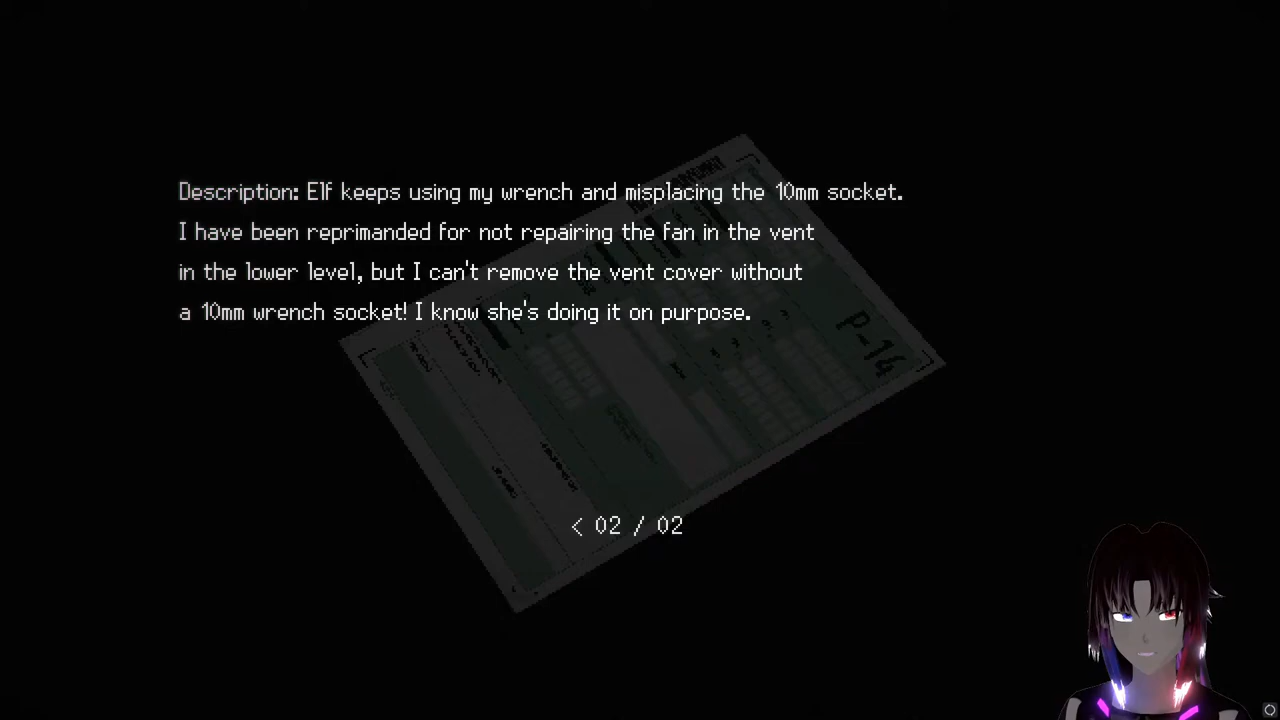 Description: Elf keeps using my wrench and misplacing the 10mm socket.
I have been reprimanded for not repairing the fan in the vent
in the lower level, but I can't remove the vent cover without
a 10mm wrench socket! I know she's doing it on purpose.
P-14
< 02 / 02